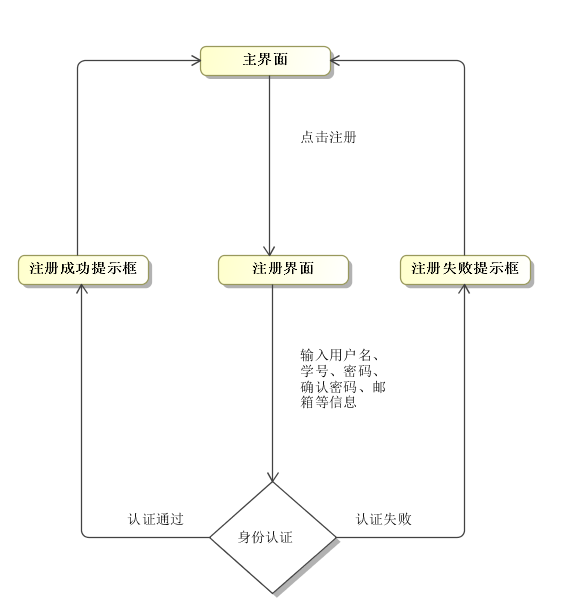 主界面
点击注册
注册成功提示框
注册界面
注册失败提示框
输入用户名、
学号、密码、
确认密码、邮
箱等信息
认证通过
身份认证
认证失败